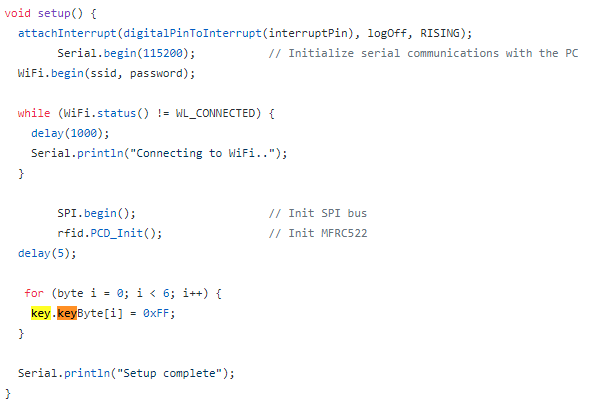 void setup() {
  attachInterrupt(digitalPinToInterrupt(interruptPin), logOff, RISING);
        Serial.begin(115200);           // Initialize serial communications with the PC
  WiFi.begin(ssid, password);

  while (WiFi.status() != WL_CONNECTED) {
    delay(1000);
    Serial.println("Connecting to WiFi..");
  }

        SPI.begin();                    // Init SPI bus
        rfid.PCD_Init();                // Init MFRC522
  delay(5);

   for (byte i = 0; i < 6; i++) {
    key.keyByte[i] = 0xFF;
  }

  Serial.println("Setup complete");
}